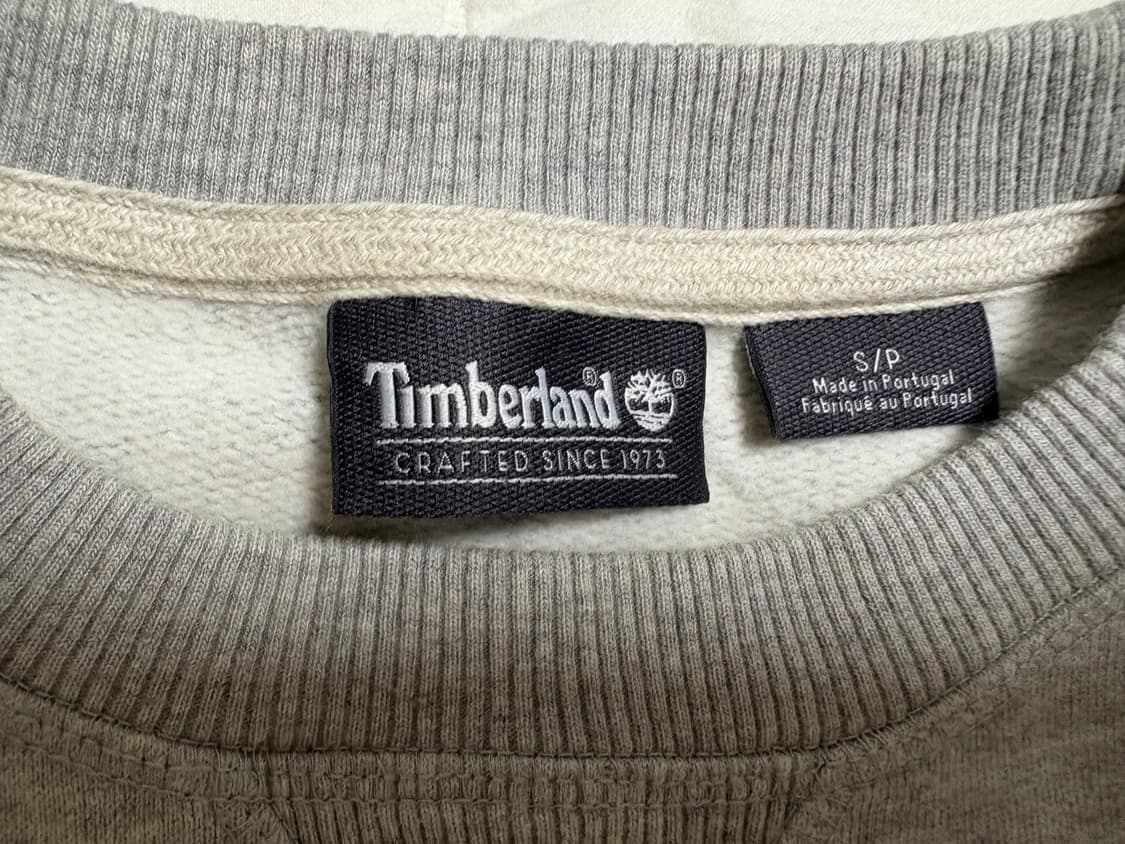 Timberland® ®
CRAFTED SINCE 1973
S/P
Made in Portugal
Fabriqué au Portugal